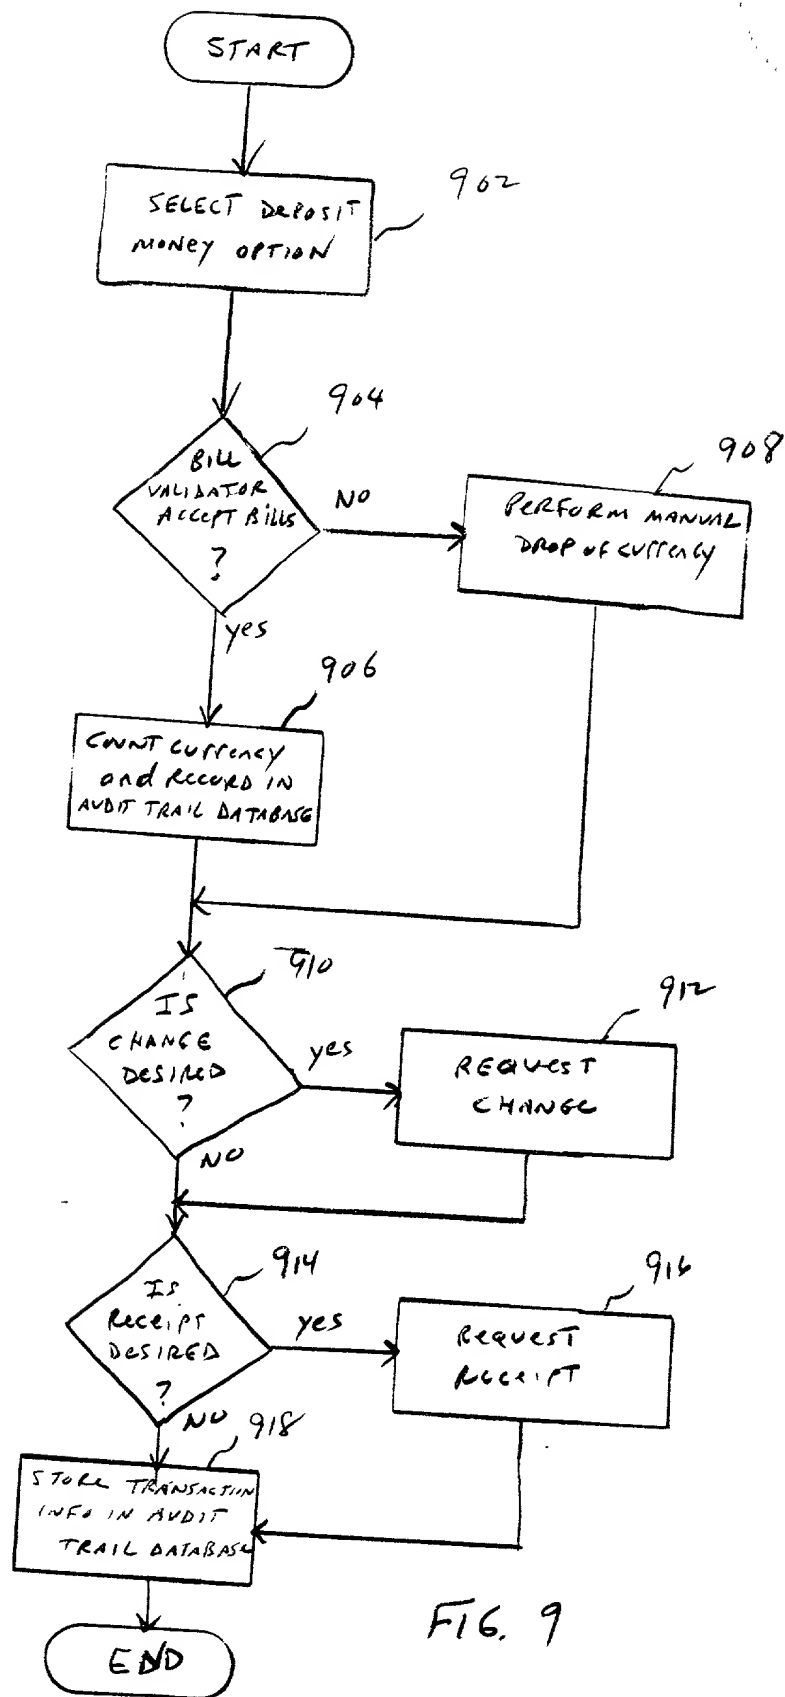 START
902
SELECT DEPOSIT
MONEY OPTION
904
BILL
VALIDATOR
ACCEPT BILLS
?
NO
908
PERFORM MANUAL
DROP OF CURRENCY
yes
906
COUNT CURRENCY
and RECORD IN
AUDIT TRAIL DATABASE
910
IS
CHANGE
DESIRED
?
yes
912
REQUEST
CHANGE
NO
914
IS
Receipt
DESIRED
?
yes
916
REQUEST
RECEIPT
NO
918
STORE TRANSACTION
INFO IN AUDIT
TRAIL DATABASE
END
FIG. 9